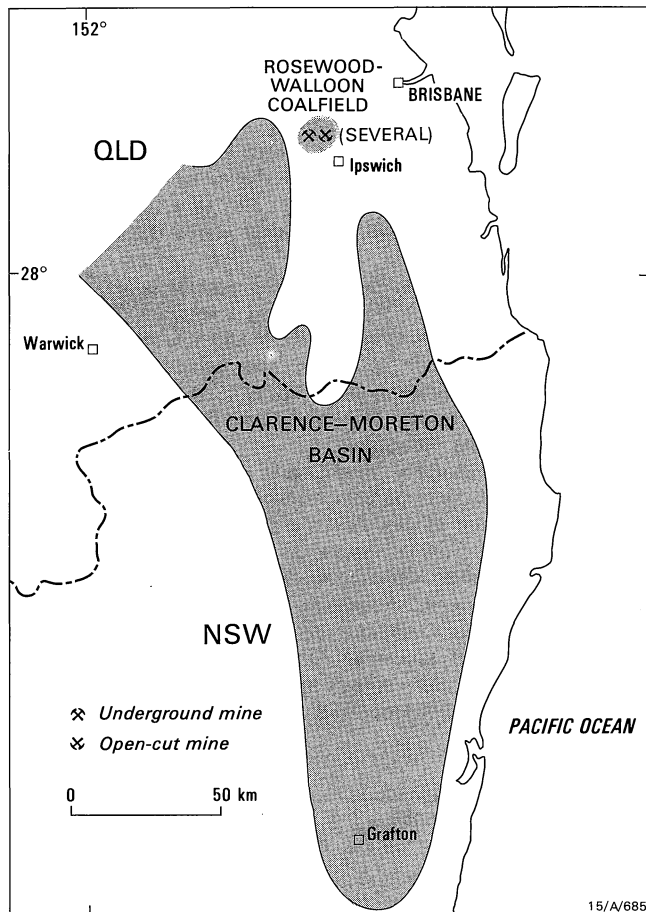 152°
ROSEWOOD-
WALLOON
COALFIELD
BRISBANE
(SEVERAL)
QLD
Ipswich
28°
Warwick
CLARENCE–MORETON
BASIN
NSW
Underground mine
Open-cut mine
PACIFIC OCEAN
0 50 km
Grafton
15/A/685